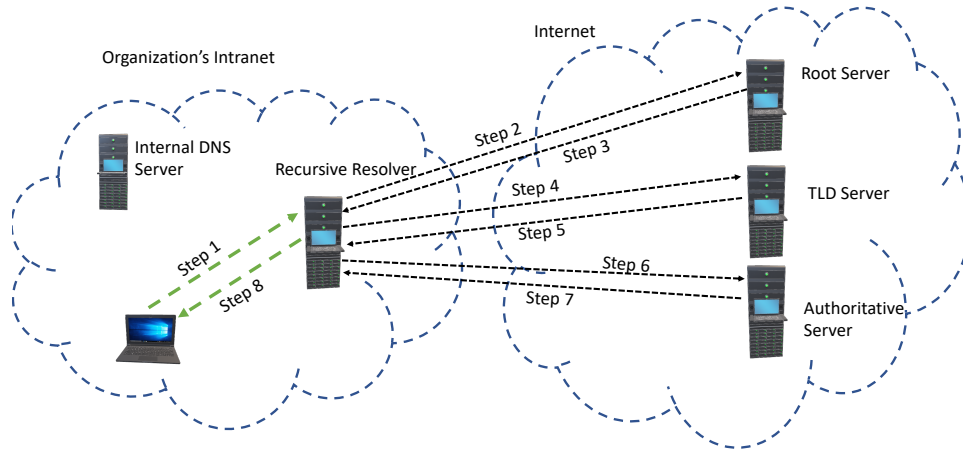 Organization's Intranet
Internet
Root Server
Internal DNS
Server
Recursive Resolver
TLD Server
Authoritative
Server
Step 1
Step 2
Step 3
Step 4
Step 5
Step 6
Step 7
Step 8